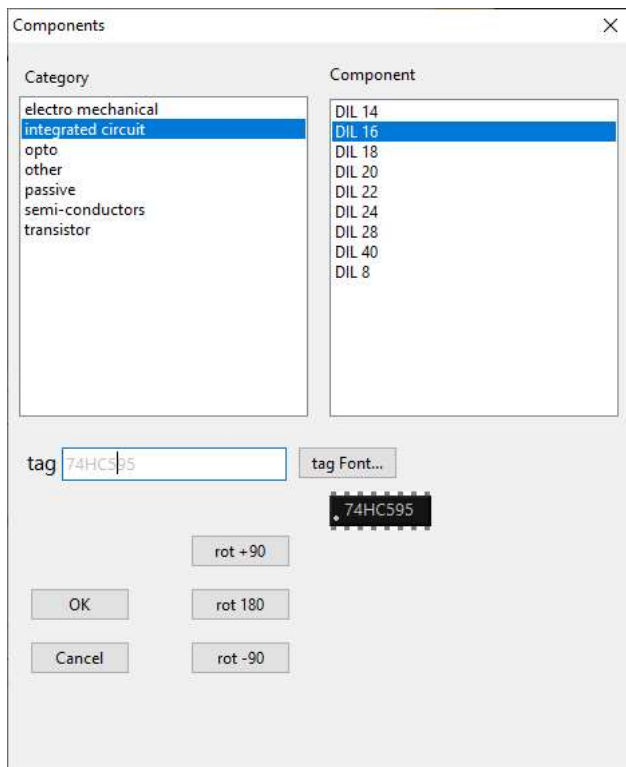 Components
Category
electro mechanical
integrated circuit
opto
other
passive
semi-conductors
transistor
Component
DIL 14
DIL 16
DIL 18
DIL 20
DIL 22
DIL 24
DIL 28
DIL 40
DIL 8
tag 74HC595 tag Font...
74HC595
rot +90
OK rot 180
Cancel rot -90